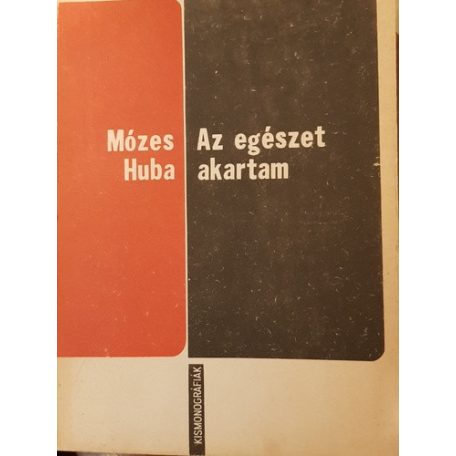 Mózes
Huba
Az egészet
akartam
KISMONOGRÁFIÁK